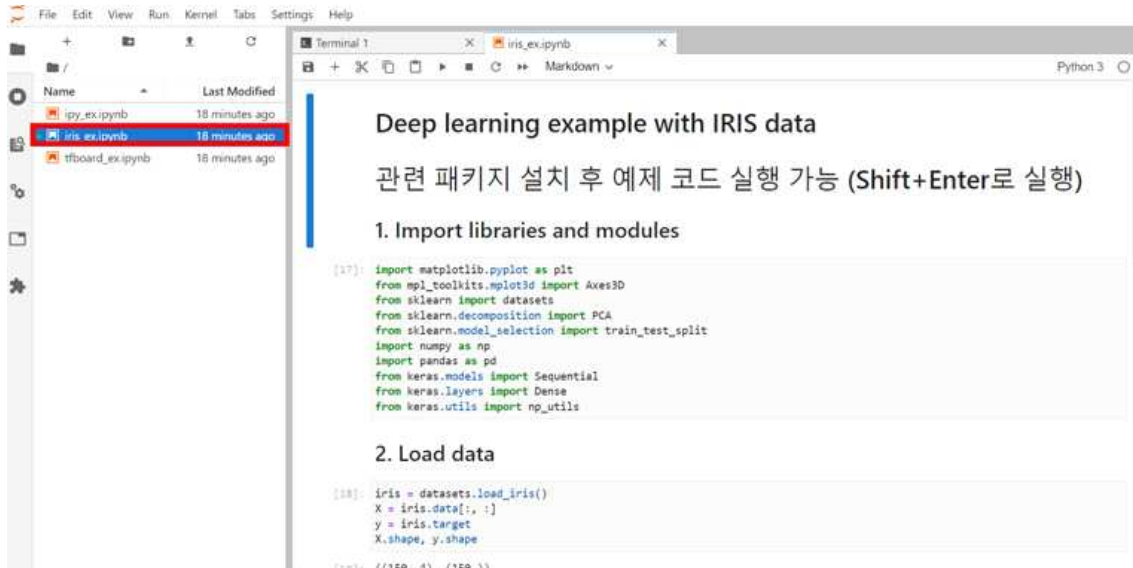 File Edit View Run Kernel Tabs Settings Help
Terminal 1
iris_ex.ipynb
Markdown
Python 3
/
Name Last Modified
ipy_ex.ipynb 18 minutes ago
iris_ex.ipynb 18 minutes ago
tfboard_ex.ipynb 18 minutes ago
Deep learning example with IRIS data
관련 패키지 설치 후 예제 코드 실행 가능 (Shift+Enter로 실행)
1. Import libraries and modules
[17]: import matplotlib.pyplot as plt
from mpl_toolkits.mplot3d import Axes3D
from sklearn import datasets
from sklearn.decomposition import PCA
from sklearn.model_selection import train_test_split
import numpy as np
import pandas as pd
from keras.models import Sequential
from keras.layers import Dense
from keras.utils import np_utils
2. Load data
[18]: iris = datasets.load_iris()
X = iris.data[:, :]
y = iris.target
X.shape, y.shape
((150, 4), (150,))